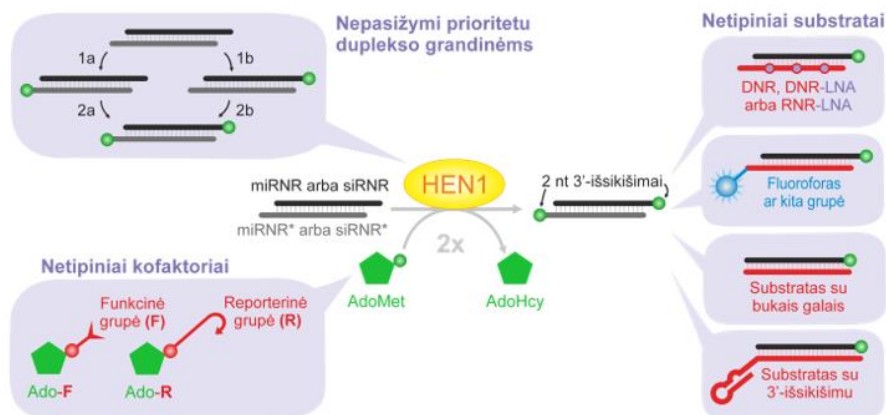 Nepasižymi prioritetu
duplekso grandinėms
1a
1b
2a
2b
Netipiniai substratai
DNR, DNR-LNA
arba RNR-LNA
Fluoroforas
ar kita grupė
Substratas su
bukais galais
Substratas su
3'-išsikišimu
miRNR arba siRNR
miRNR* arba siRNR*
HEN1
2x
2 nt 3'-išsikišimai
AdoMet
AdoHcy
Netipiniai kofaktoriai
Funkcinė
grupė (F)
Reporterinė
grupė (R)
Ado-F
Ado-R